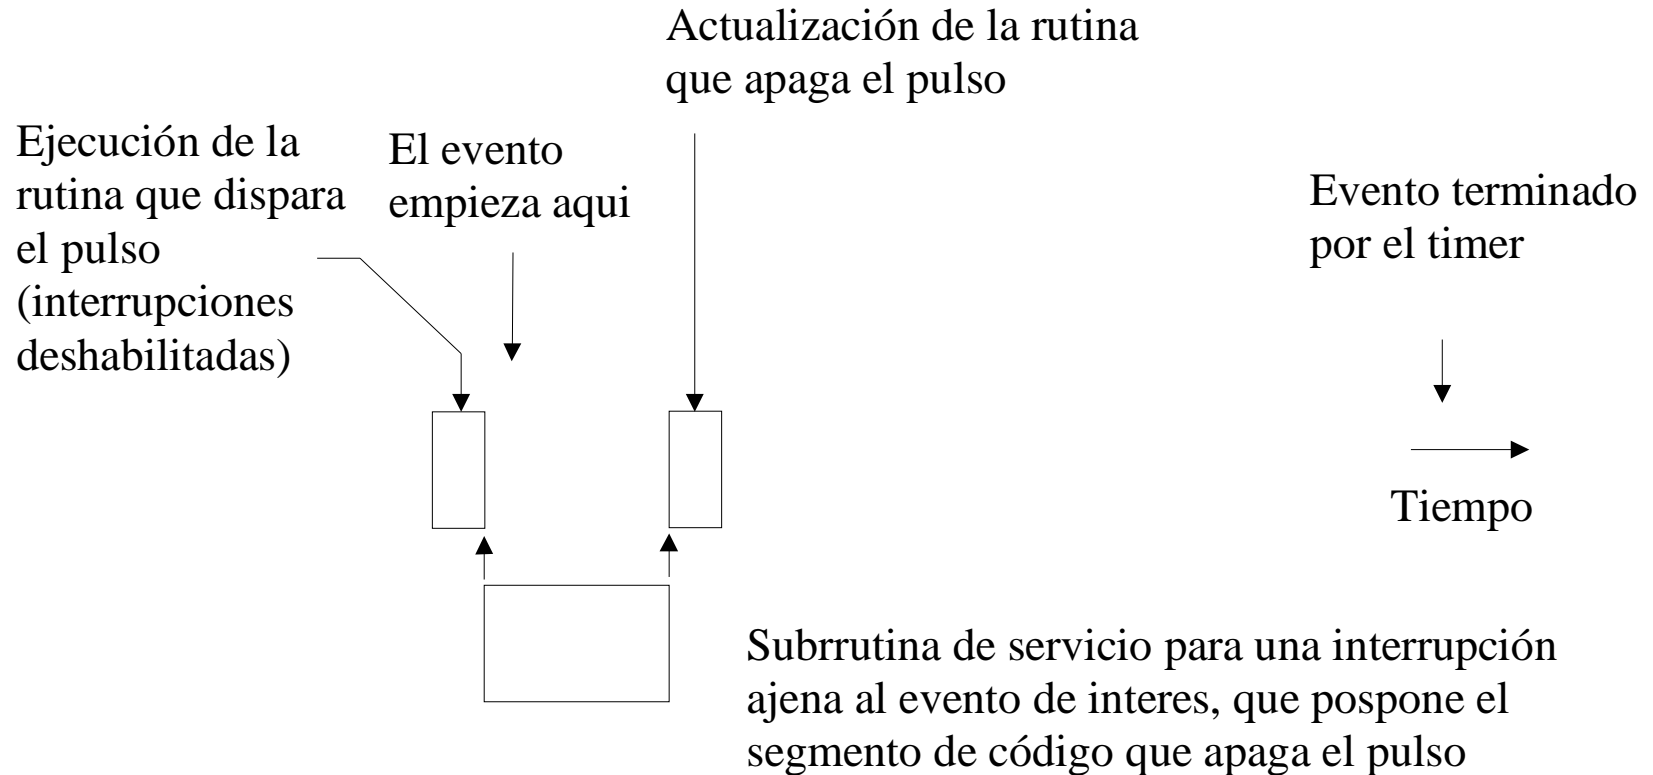 Actualización de la rutina
que apaga el pulso
Ejecución de la
rutina que dispara
el pulso
(interrupciones
deshabilitadas)
El evento
empieza aqui
Evento terminado
por el timer
Tiempo
Subrrutina de servicio para una interrupción
ajena al evento de interes, que pospone el
segmento de código que apaga el pulso